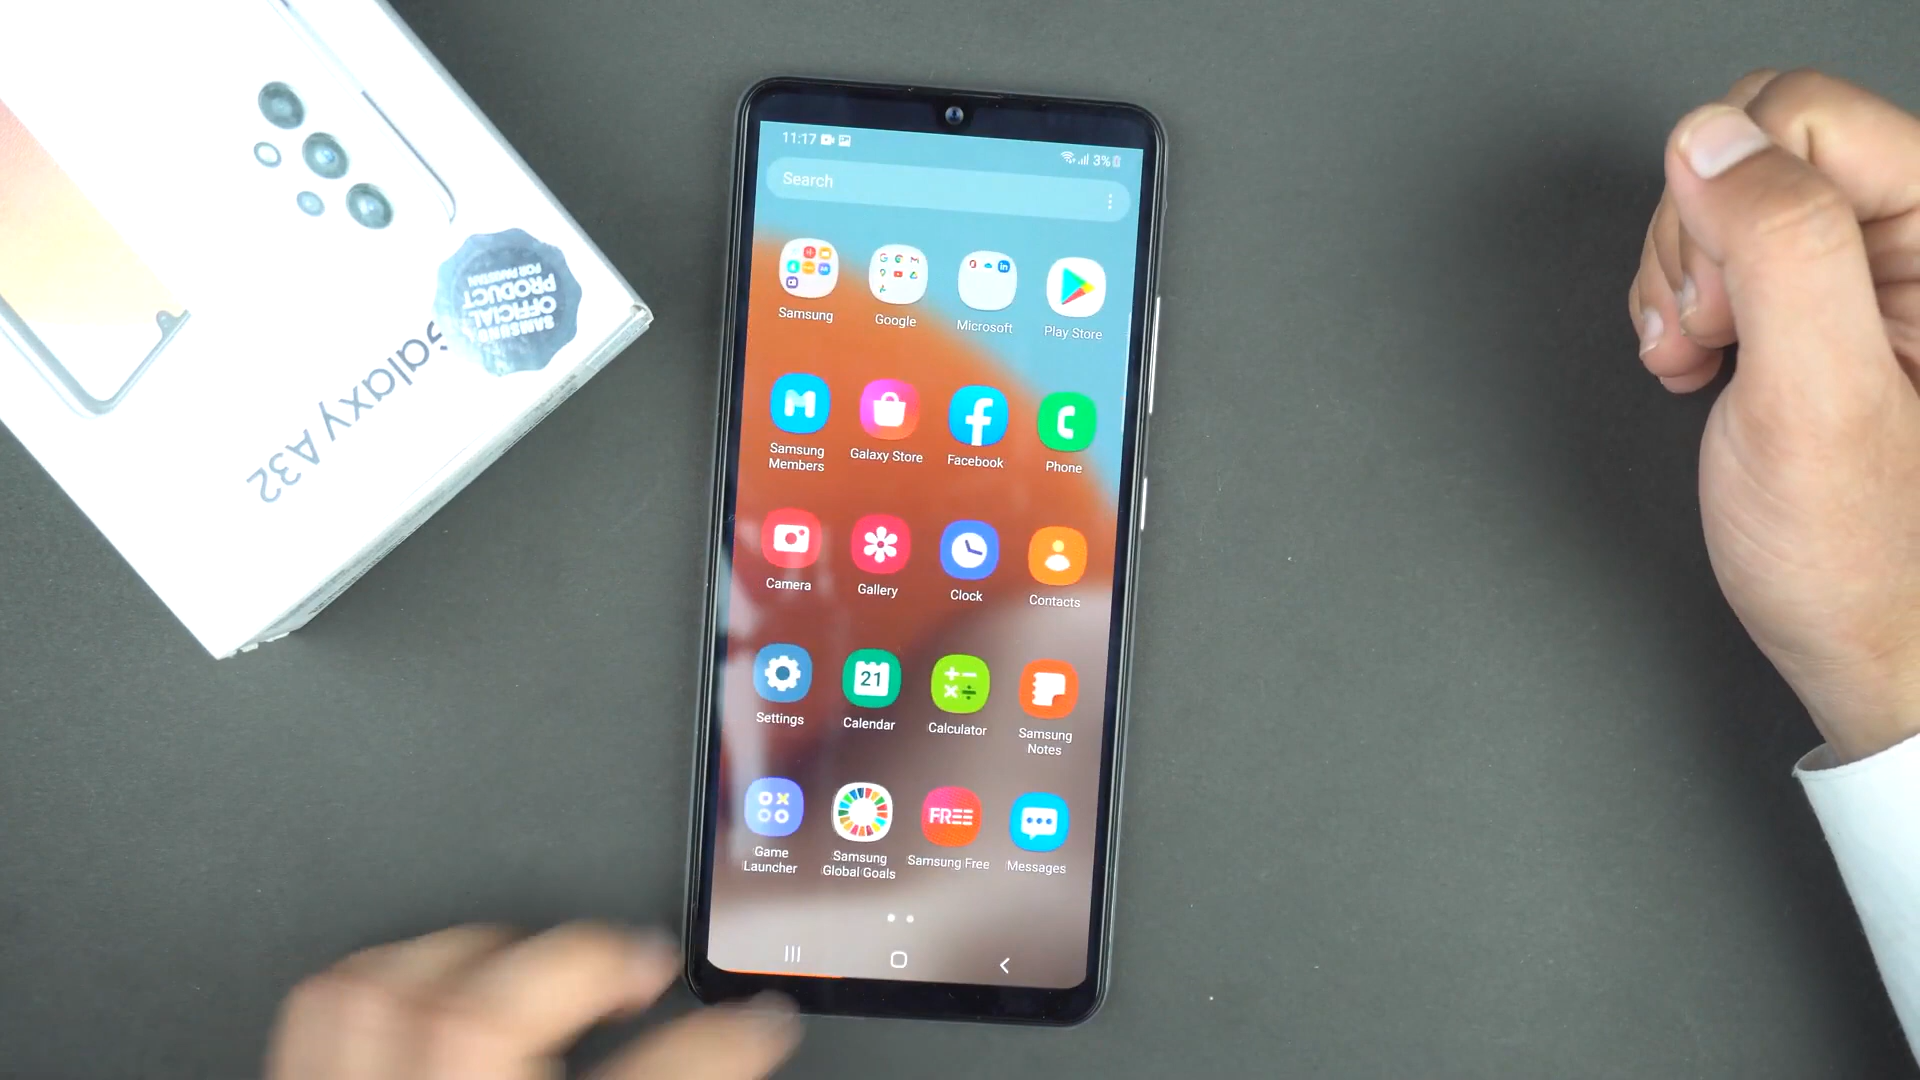 SAMSUNG
OFFICIAL
PRODUCT
FOR PAKISTAN
Galaxy A32
11:17
3%
Search
Samsung
Google
Microsoft
Play Store
Samsung
Members
Galaxy Store
Facebook
Phone
Camera
Gallery
Clock
Contacts
Settings
21
Calendar
Calculator
Samsung
Notes
Game
Launcher
Samsung
Global Goals
FREE
Samsung Free
Messages